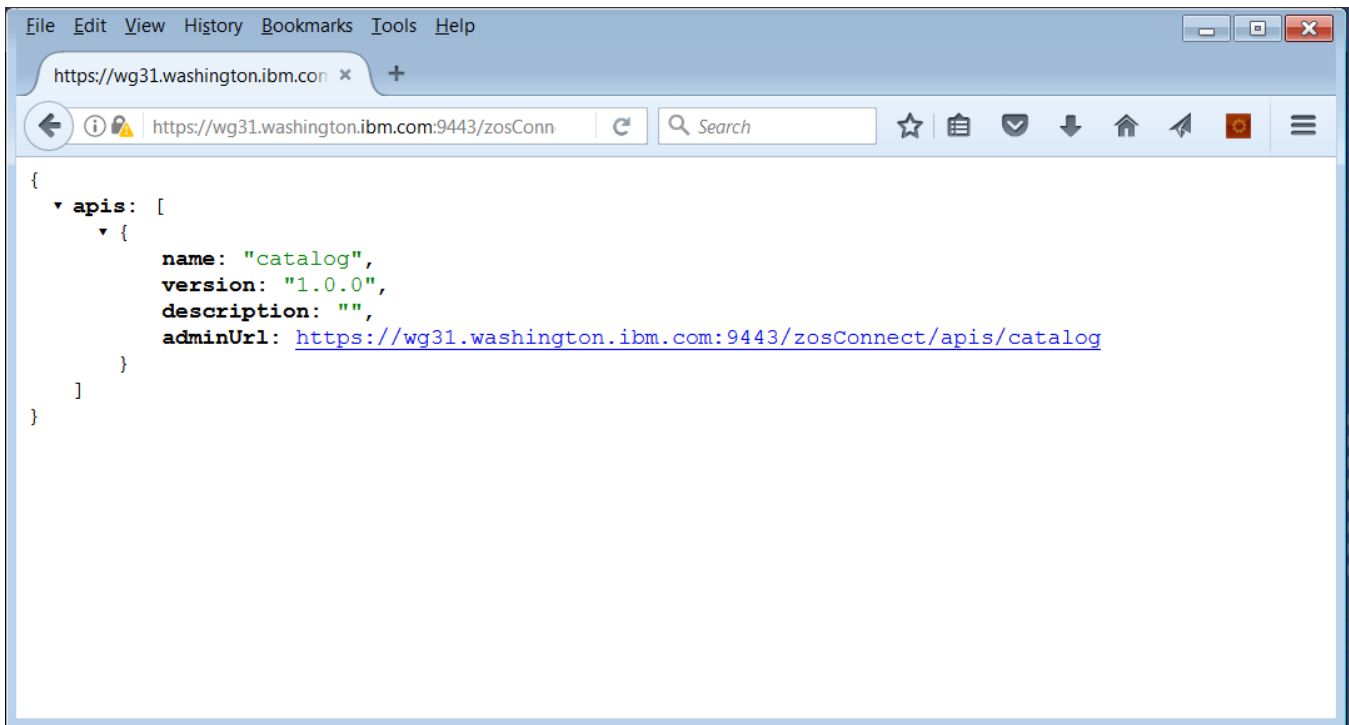 File Edit View History Bookmarks Tools Help
https://wg31.washington.ibm.con
https://wg31.washington.ibm.com:9443/zosConn Search
{
apis: [
{
name: "catalog",
version: "1.0.0",
description: "",
adminUrl: https://wg31.washington.ibm.com:9443/zosConnect/apis/catalog
}
]
}